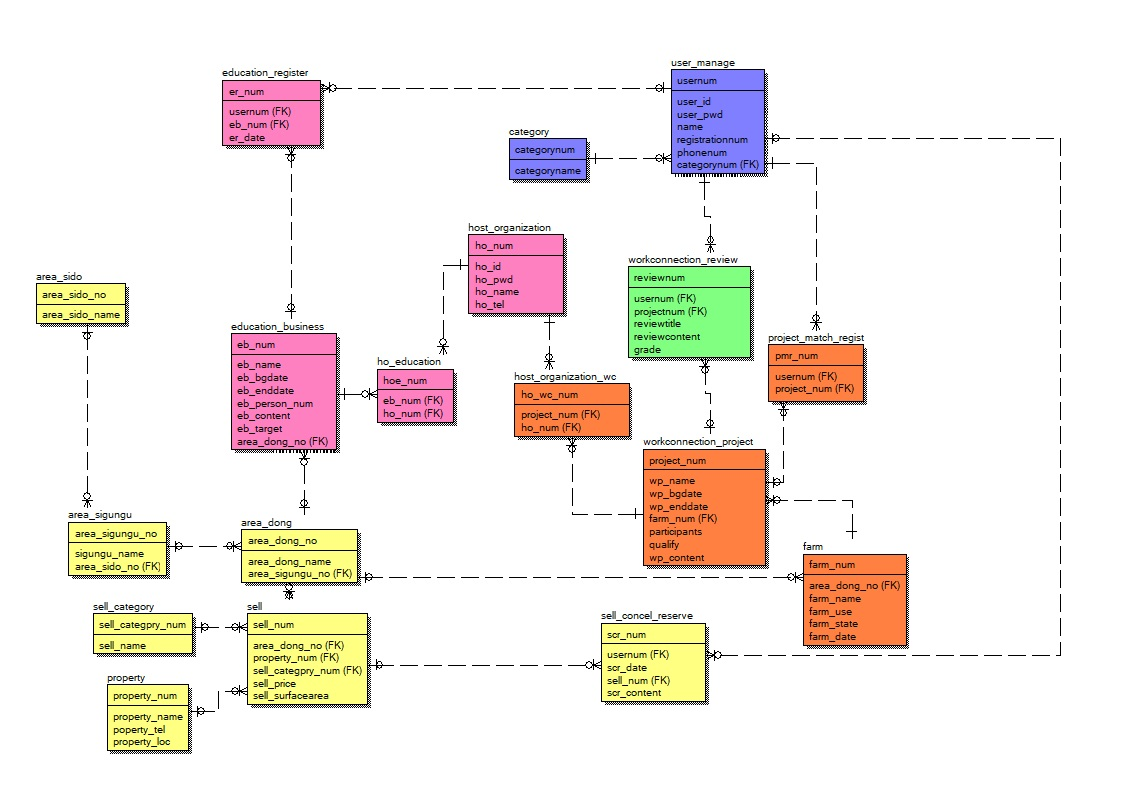 user_manage
usernum
user_id
user_pwd
name
registrationnum
phonenum
categorynum (FK)
education_register
er_num
usernum (FK)
eb_num (FK)
er_date
category
categorynum
categoryname
host_organization
ho_num
ho_id
ho_pwd
ho_name
ho_tel
workconnection_review
reviewnum
usernum (FK)
projectnum (FK)
reviewtitle
reviewcontent
grade
area_sido
area_sido_no
area_sido_name
education_business
eb_num
eb_name
eb_bgdate
eb_enddate
eb_person_num
eb_content
eb_target
area_dong_no (FK)
ho_education
hoe_num
eb_num (FK)
ho_num (FK)
host_organization_wc
ho_wc_num
project_num (FK)
ho_num (FK)
project_match_regist
pmr_num
usernum (FK)
project_num (FK)
workconnection_project
project_num
wp_name
wp_bgdate
wp_enddate
farm_num (FK)
participants
qualify
wp_content
area_sigungu
area_sigungu_no
sigungu_name
area_sido_no (FK)
area_dong
area_dong_no
area_dong_name
area_sigungu_no (FK)
farm
farm_num
area_dong_no (FK)
farm_name
farm_use
farm_state
farm_date
sell_category
sell_categpry_num
sell_name
sell
sell_num
area_dong_no (FK)
property_num (FK)
sell_categpry_num (FK)
sell_price
sell_surfacearea
sell_concel_reserve
scr_num
usernum (FK)
scr_date
sell_num (FK)
scr_content
property
property_num
property_name
poperty_tel
property_loc